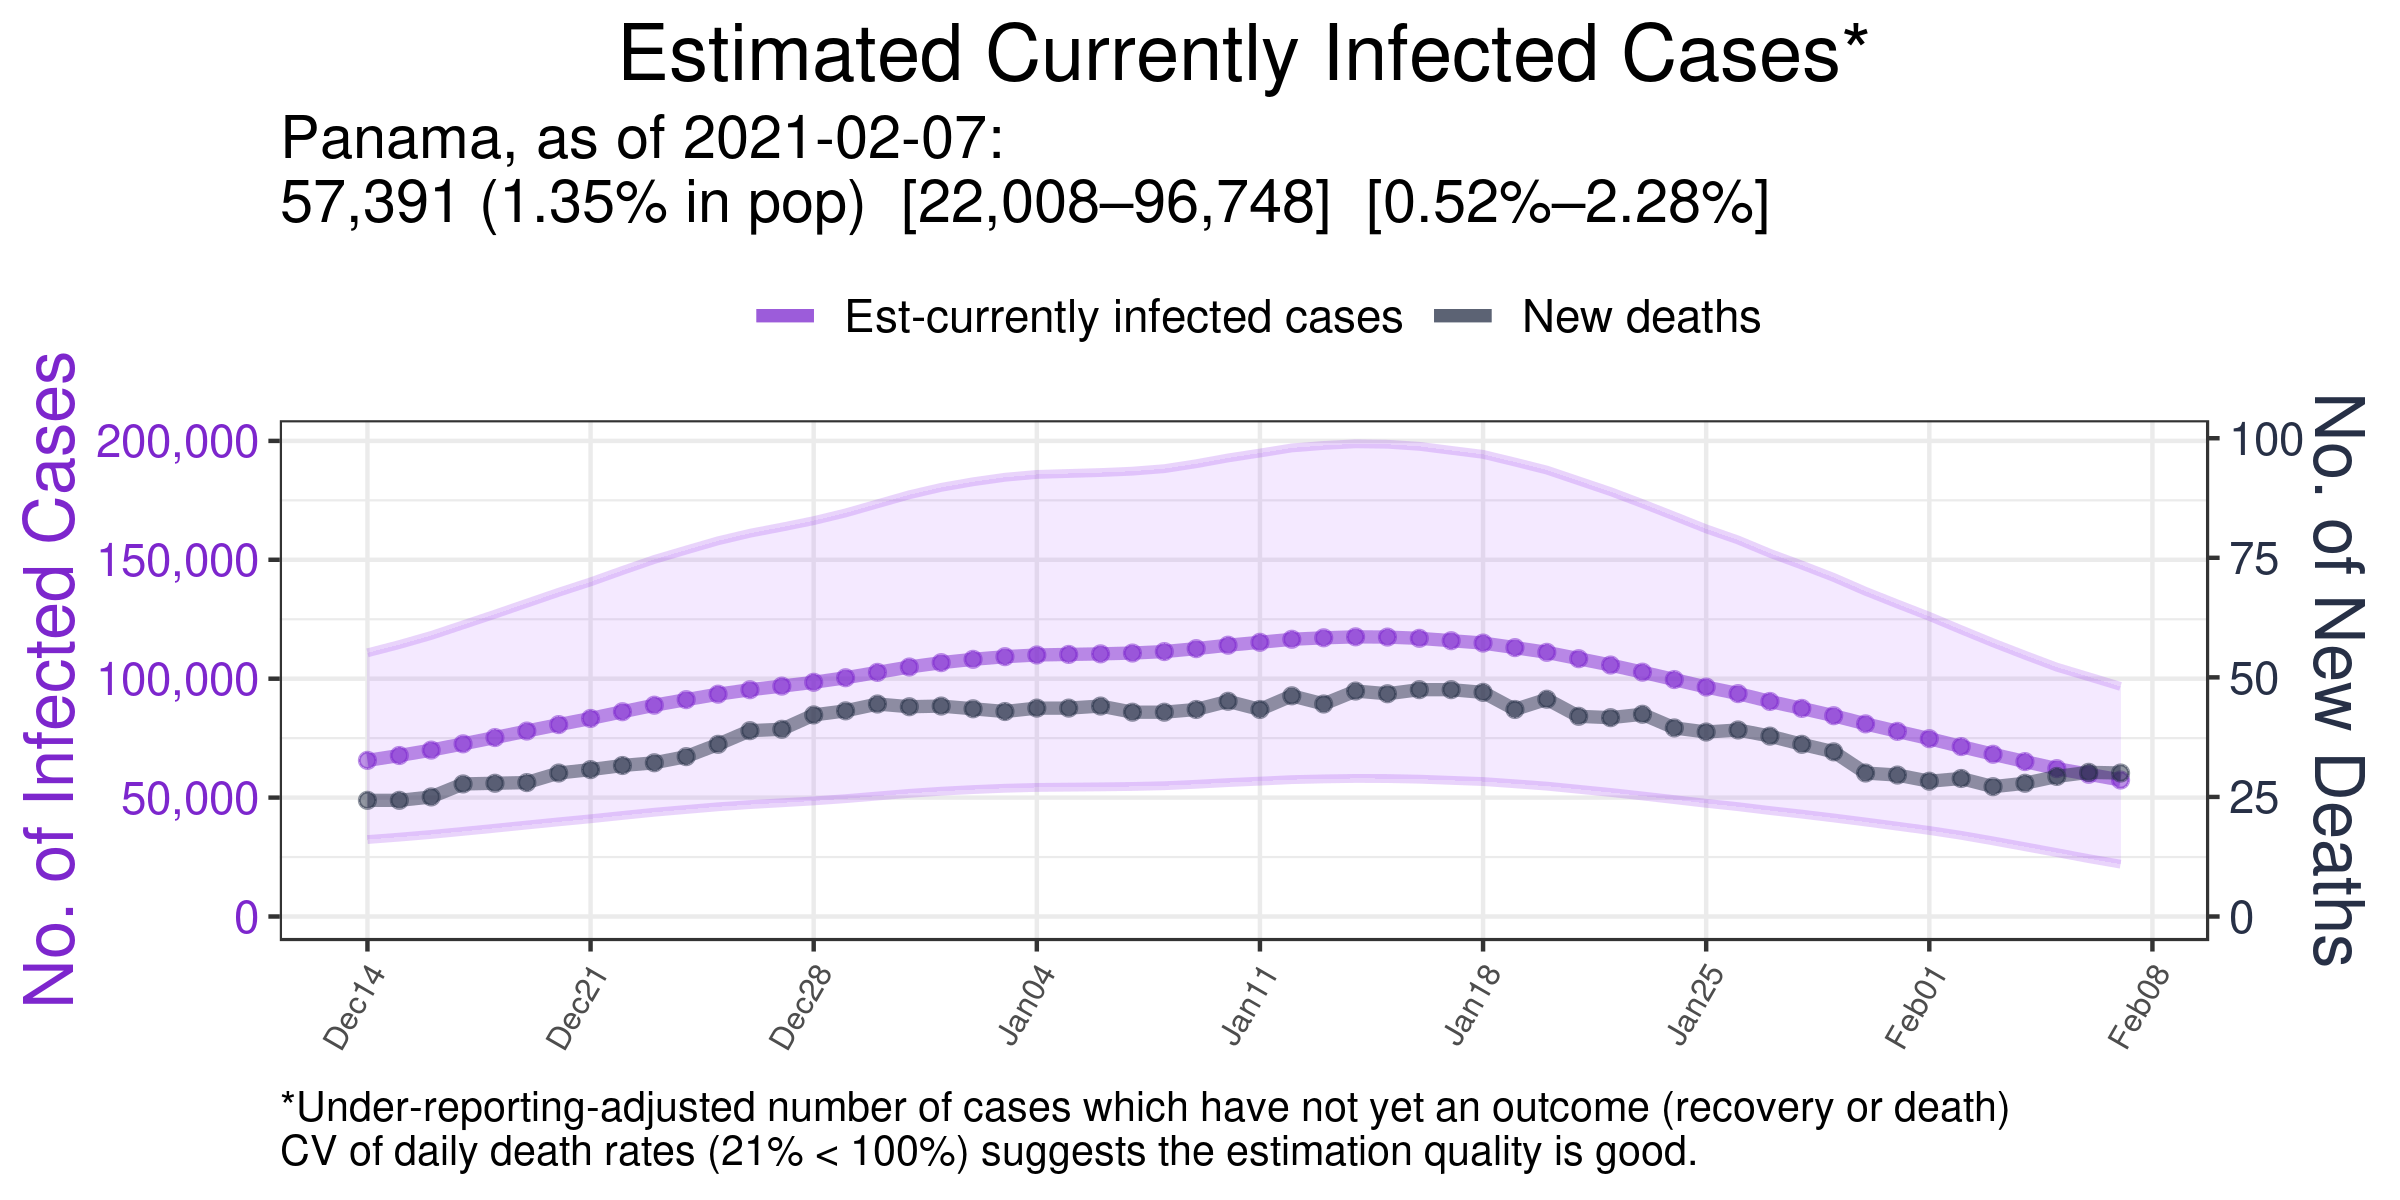 Estimated Currently Infected Cases*
Panama, as of 2021-02-07:
57,391 (1.35% in pop) [22,008–96,748] [0.52%–2.28%]
Est-currently infected cases
New deaths
No. of Infected Cases
200,000
150,000
100,000
50,000
0
100
75
50
25
0
No. of New Deaths
Dec14
Dec21
Dec28
Jan04
Jan11
Jan18
Jan25
Feb01
Feb08
*Under-reporting-adjusted number of cases which have not yet an outcome (recovery or death)
CV of daily death rates (21% < 100%) suggests the estimation quality is good.